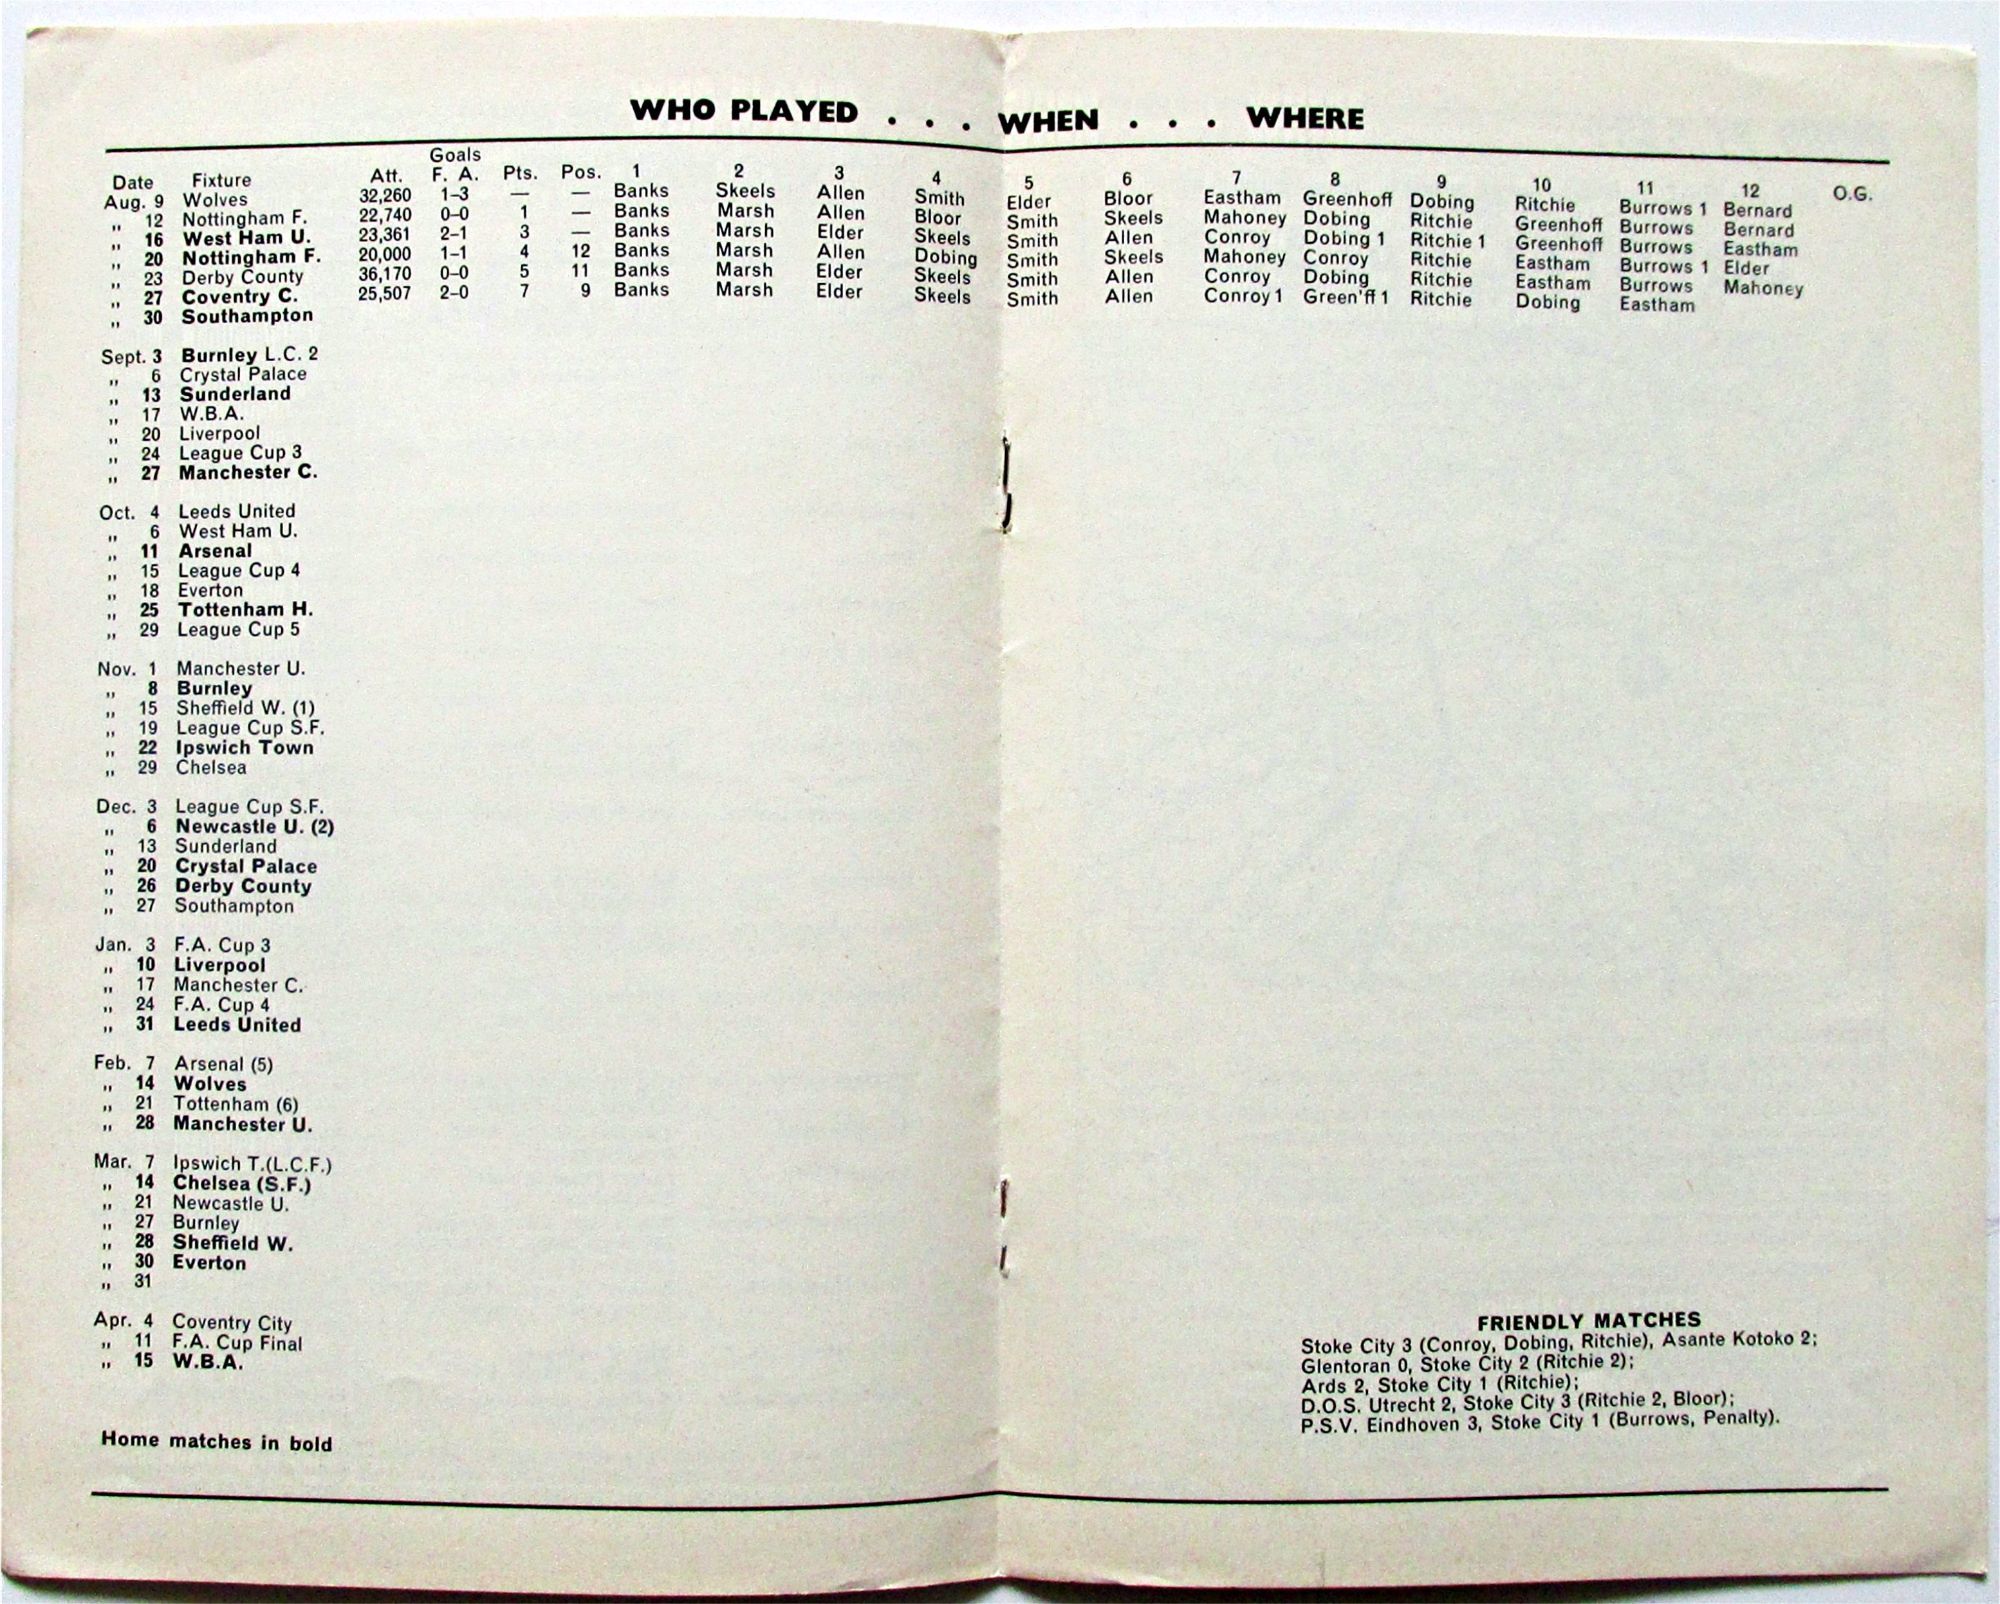 WHO PLAYED . . . WHEN . . . WHERE
Goals
Date Fixture Att. F. A. Pts. Pos. 1 2 3 4 5 6 7 8 9 10 11 12 O.G.
Aug. 9 Wolves 32,260 1–3 — — Banks Skeels Allen Smith Elder Bloor Eastham Greenhoff Dobing Ritchie Burrows 1 Bernard
„ 12 Nottingham F. 22,740 0–0 1 — Banks Marsh Allen Bloor Smith Skeels Mahoney Dobing Ritchie Greenhoff Burrows Bernard
„ 16 West Ham U. 23,361 2–1 3 — Banks Marsh Elder Skeels Smith Allen Conroy Dobing 1 Ritchie 1 Greenhoff Burrows Eastham
„ 20 Nottingham F. 20,000 1–1 4 12 Banks Marsh Allen Dobing Smith Skeels Mahoney Conroy Ritchie Eastham Burrows 1 Elder
„ 23 Derby County 36,170 0–0 5 11 Banks Marsh Elder Skeels Smith Allen Conroy Dobing Ritchie Eastham Burrows Mahoney
„ 27 Coventry C. 25,507 2–0 7 9 Banks Marsh Elder Skeels Smith Allen Conroy 1 Green'ff 1 Ritchie Dobing Eastham
„ 30 Southampton
Sept. 3 Burnley L.C. 2
„ 6 Crystal Palace
„ 13 Sunderland
„ 17 W.B.A.
„ 20 Liverpool
„ 24 League Cup 3
„ 27 Manchester C.
Oct. 4 Leeds United
„ 6 West Ham U.
„ 11 Arsenal
„ 15 League Cup 4
„ 18 Everton
„ 25 Tottenham H.
„ 29 League Cup 5
Nov. 1 Manchester U.
„ 8 Burnley
„ 15 Sheffield W. (1)
„ 19 League Cup S.F.
„ 22 Ipswich Town
„ 29 Chelsea
Dec. 3 League Cup S.F.
„ 6 Newcastle U. (2)
„ 13 Sunderland
„ 20 Crystal Palace
„ 26 Derby County
„ 27 Southampton
Jan. 3 F.A. Cup 3
„ 10 Liverpool
„ 17 Manchester C.
„ 24 F.A. Cup 4
„ 31 Leeds United
Feb. 7 Arsenal (5)
„ 14 Wolves
„ 21 Tottenham (6)
„ 28 Manchester U.
Mar. 7 Ipswich T.(L.C.F.)
„ 14 Chelsea (S.F.)
„ 21 Newcastle U.
„ 27 Burnley
„ 28 Sheffield W.
„ 30 Everton
„ 31
Apr. 4 Coventry City
„ 11 F.A. Cup Final
„ 15 W.B.A.
Home matches in bold
FRIENDLY MATCHES
Stoke City 3 (Conroy, Dobing, Ritchie), Asante Kotoko 2;
Glentoran 0, Stoke City 2 (Ritchie 2);
Ards 2, Stoke City 1 (Ritchie);
D.O.S. Utrecht 2, Stoke City 3 (Ritchie 2, Bloor);
P.S.V. Eindhoven 3, Stoke City 1 (Burrows, Penalty).